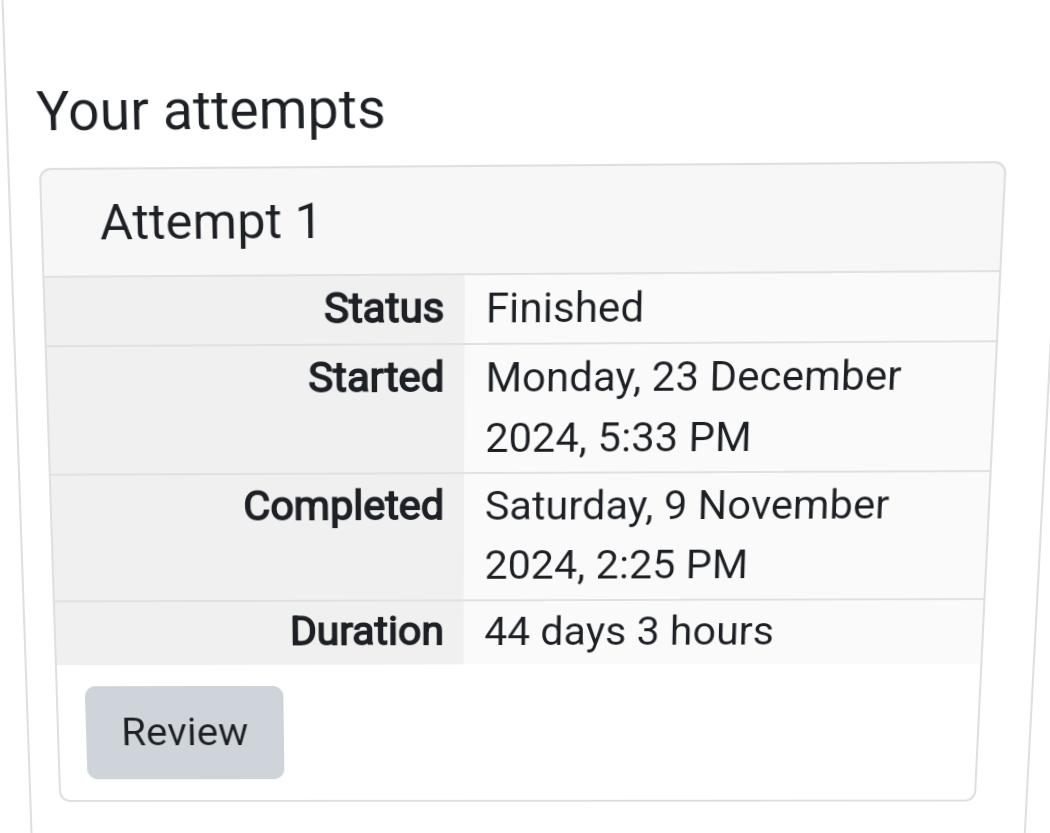 Your attempts
Attempt 1
Status Finished
Started Monday, 23 December
2024, 5:33 PM
Completed Saturday, 9 November
2024, 2:25 PM
Duration 44 days 3 hours
Review